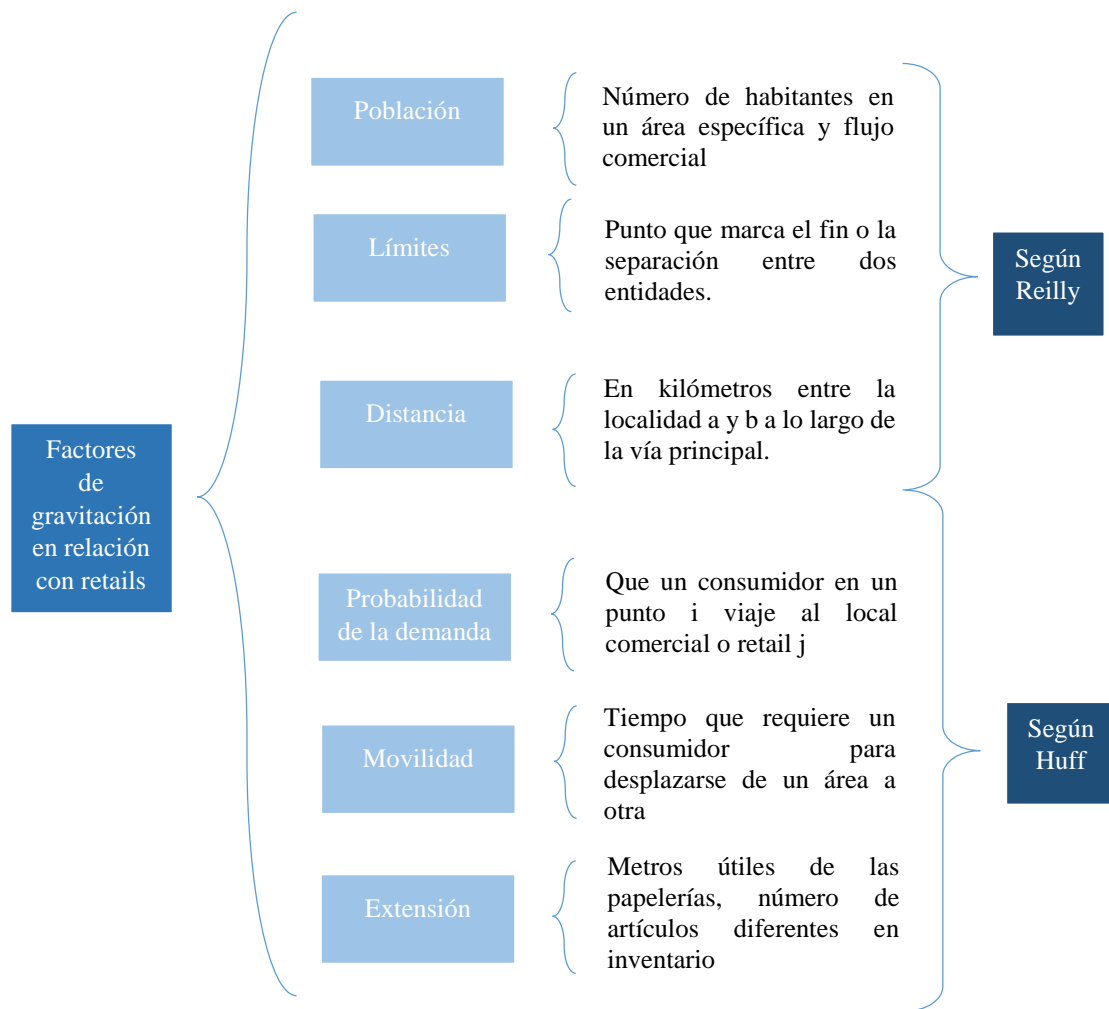 Factores
de
gravitación
en relación
con retails
Población
Número de habitantes en
un área específica y flujo
comercial
Límites
Punto que marca el fin o la
separación entre dos
entidades.
Distancia
En kilómetros entre la
localidad a y b a lo largo de
la vía principal.
Según
Reilly
Probabilidad
de la demanda
Que un consumidor en un
punto i viaje al local
comercial o retail j
Movilidad
Tiempo que requiere un
consumidor para
desplazarse de un área a
otra
Extensión
Metros útiles de las
papelerías, número de
artículos diferentes en
inventario
Según
Huff